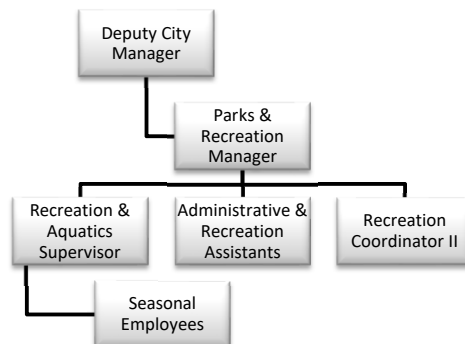 Deputy City
Manager
Parks &
Recreation
Manager
Recreation &
Aquatics
Supervisor
Administrative &
Recreation
Assistants
Recreation
Coordinator II
Seasonal
Employees